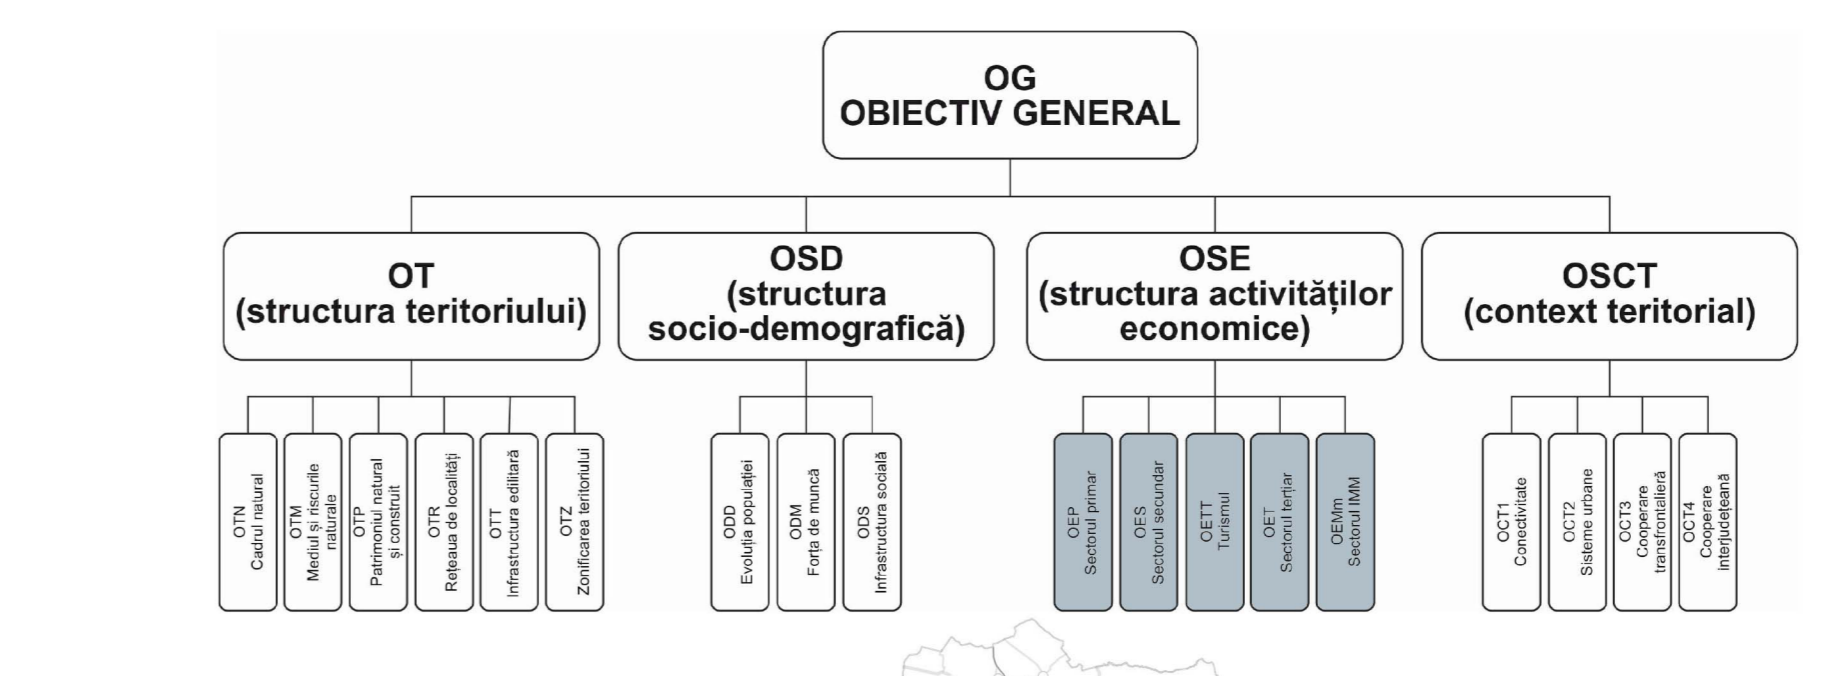 OG
OBIECTIV GENERAL
OT
(structura teritoriului)
OSD
(structura
socio-demografică)
OSE
(structura activităților
economice)
OSCT
(context teritorial)
OTN
Cadrul natural
OTM
Mediul și riscurile
naturale
OTP
Patrimoniul natural
și construit
OTR
Rețeaua de localități
OTT
Infrastructura edilitară
OTZ
Zonificarea teritoriului
ODD
Evoluția populației
ODM
Forța de muncă
ODS
Infrastructura socială
OEP
Sectorul primar
OES
Sectorul secundar
OETT
Turismul
OET
Sectorul terțiar
OEMm
Sectorul IMM
OCT1
Conectivitate
OCT2
Sisteme urbane
OCT3
Cooperare
transfrontalieră
OCT4
Cooperare
interjudețeană